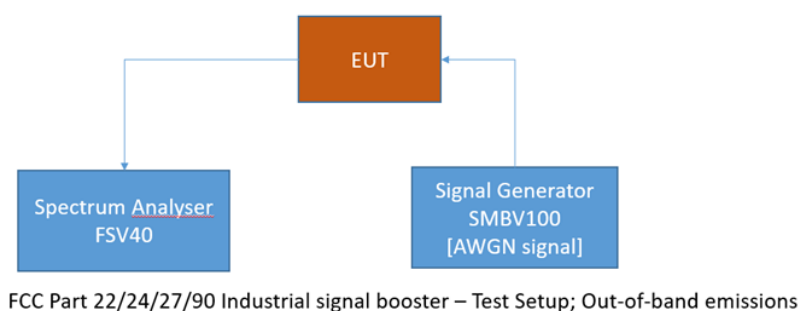 EUT
Spectrum Analyser
FSV40
Signal Generator
SMBV100
[AWGN signal]
FCC Part 22/24/27/90 Industrial signal booster – Test Setup; Out-of-band emissions